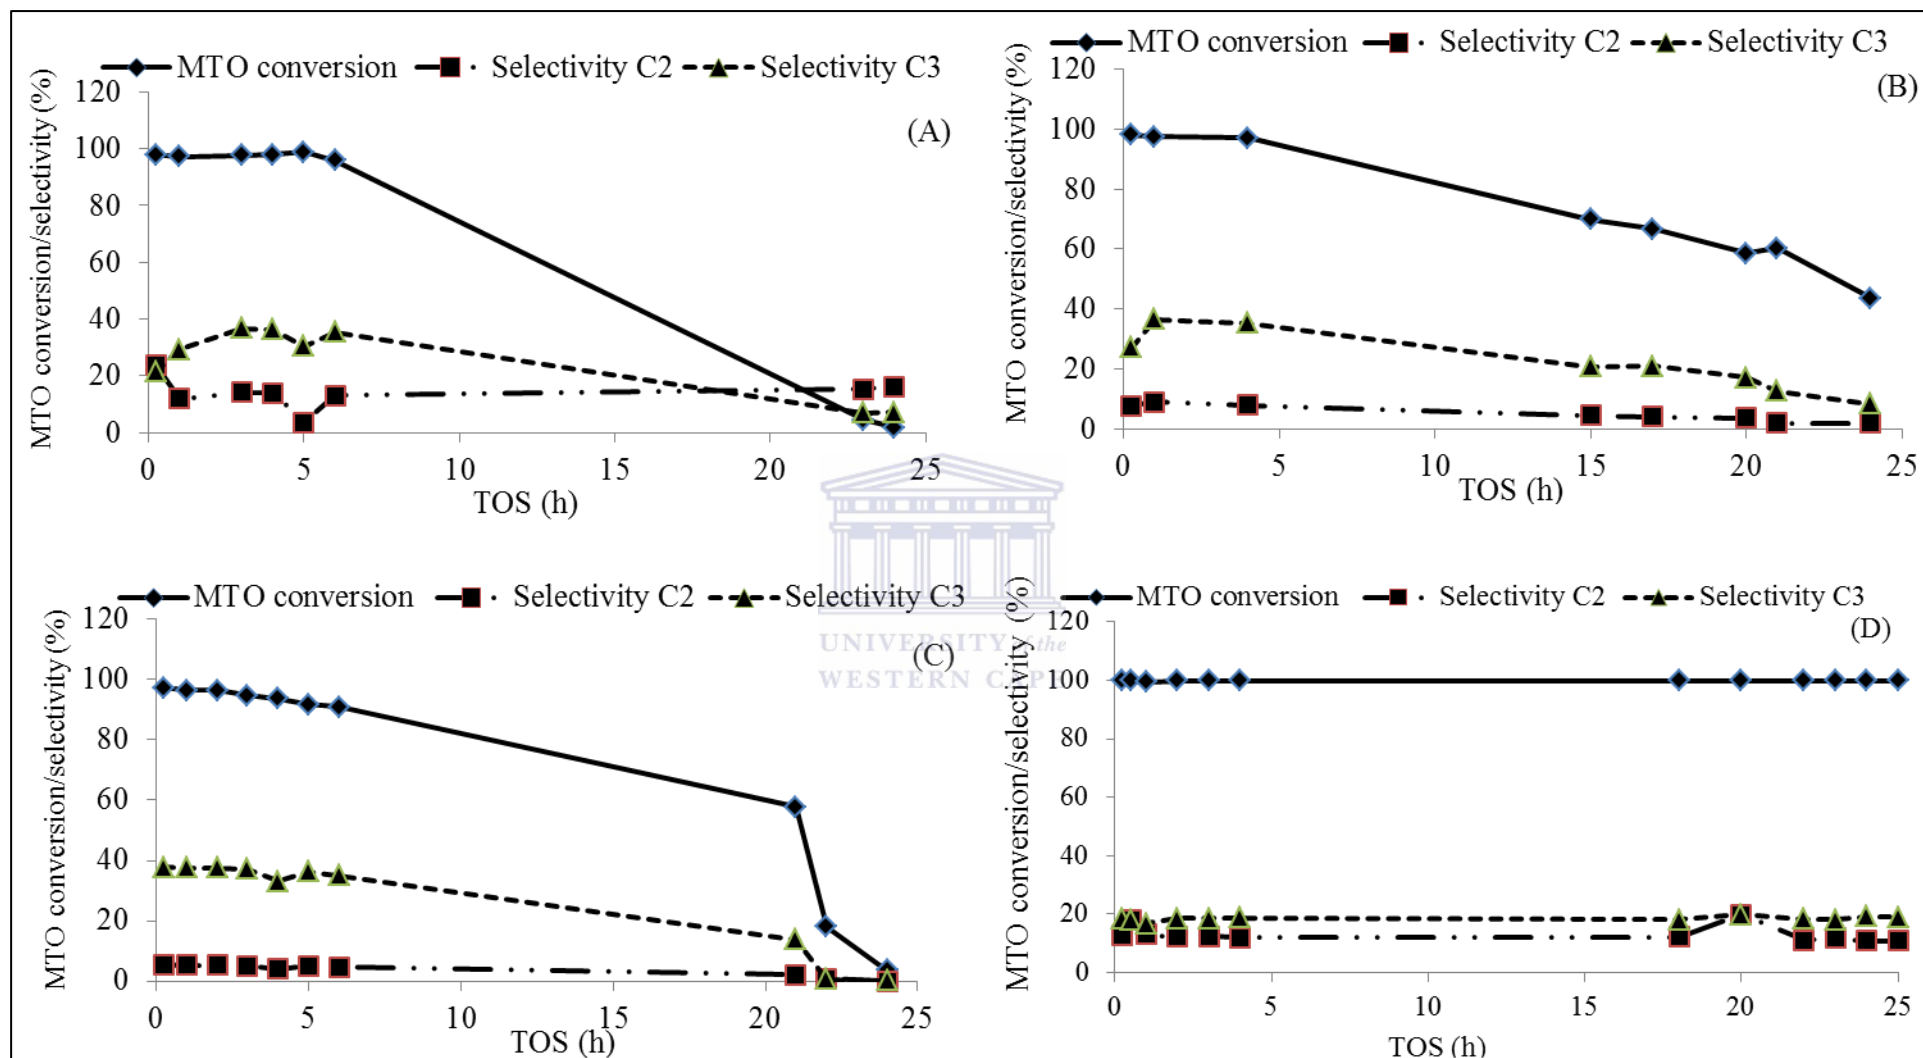 MTO conversion Selectivity C2 Selectivity C3
MTO conversion/selectivity (%)
120
100
80
60
40
20
0
0 5 10 15 20 25
TOS (h)
(A)
MTO conversion Selectivity C2 Selectivity C3
MTO conversion/selectivity (%)
120
100
80
60
40
20
0
0 5 10 15 20 25
TOS (h)
(B)
UNIVERSITY of the
WESTERN CAPE
MTO conversion Selectivity C2 Selectivity C3
MTO conversion/selectivity (%)
120
100
80
60
40
20
0
0 5 10 15 20 25
TOS (h)
(C)
MTO conversion Selectivity C2 Selectivity C3
MTO conversion/selectivity (%)
120
100
80
60
40
20
0
0 5 10 15 20 25
TOS (h)
(D)